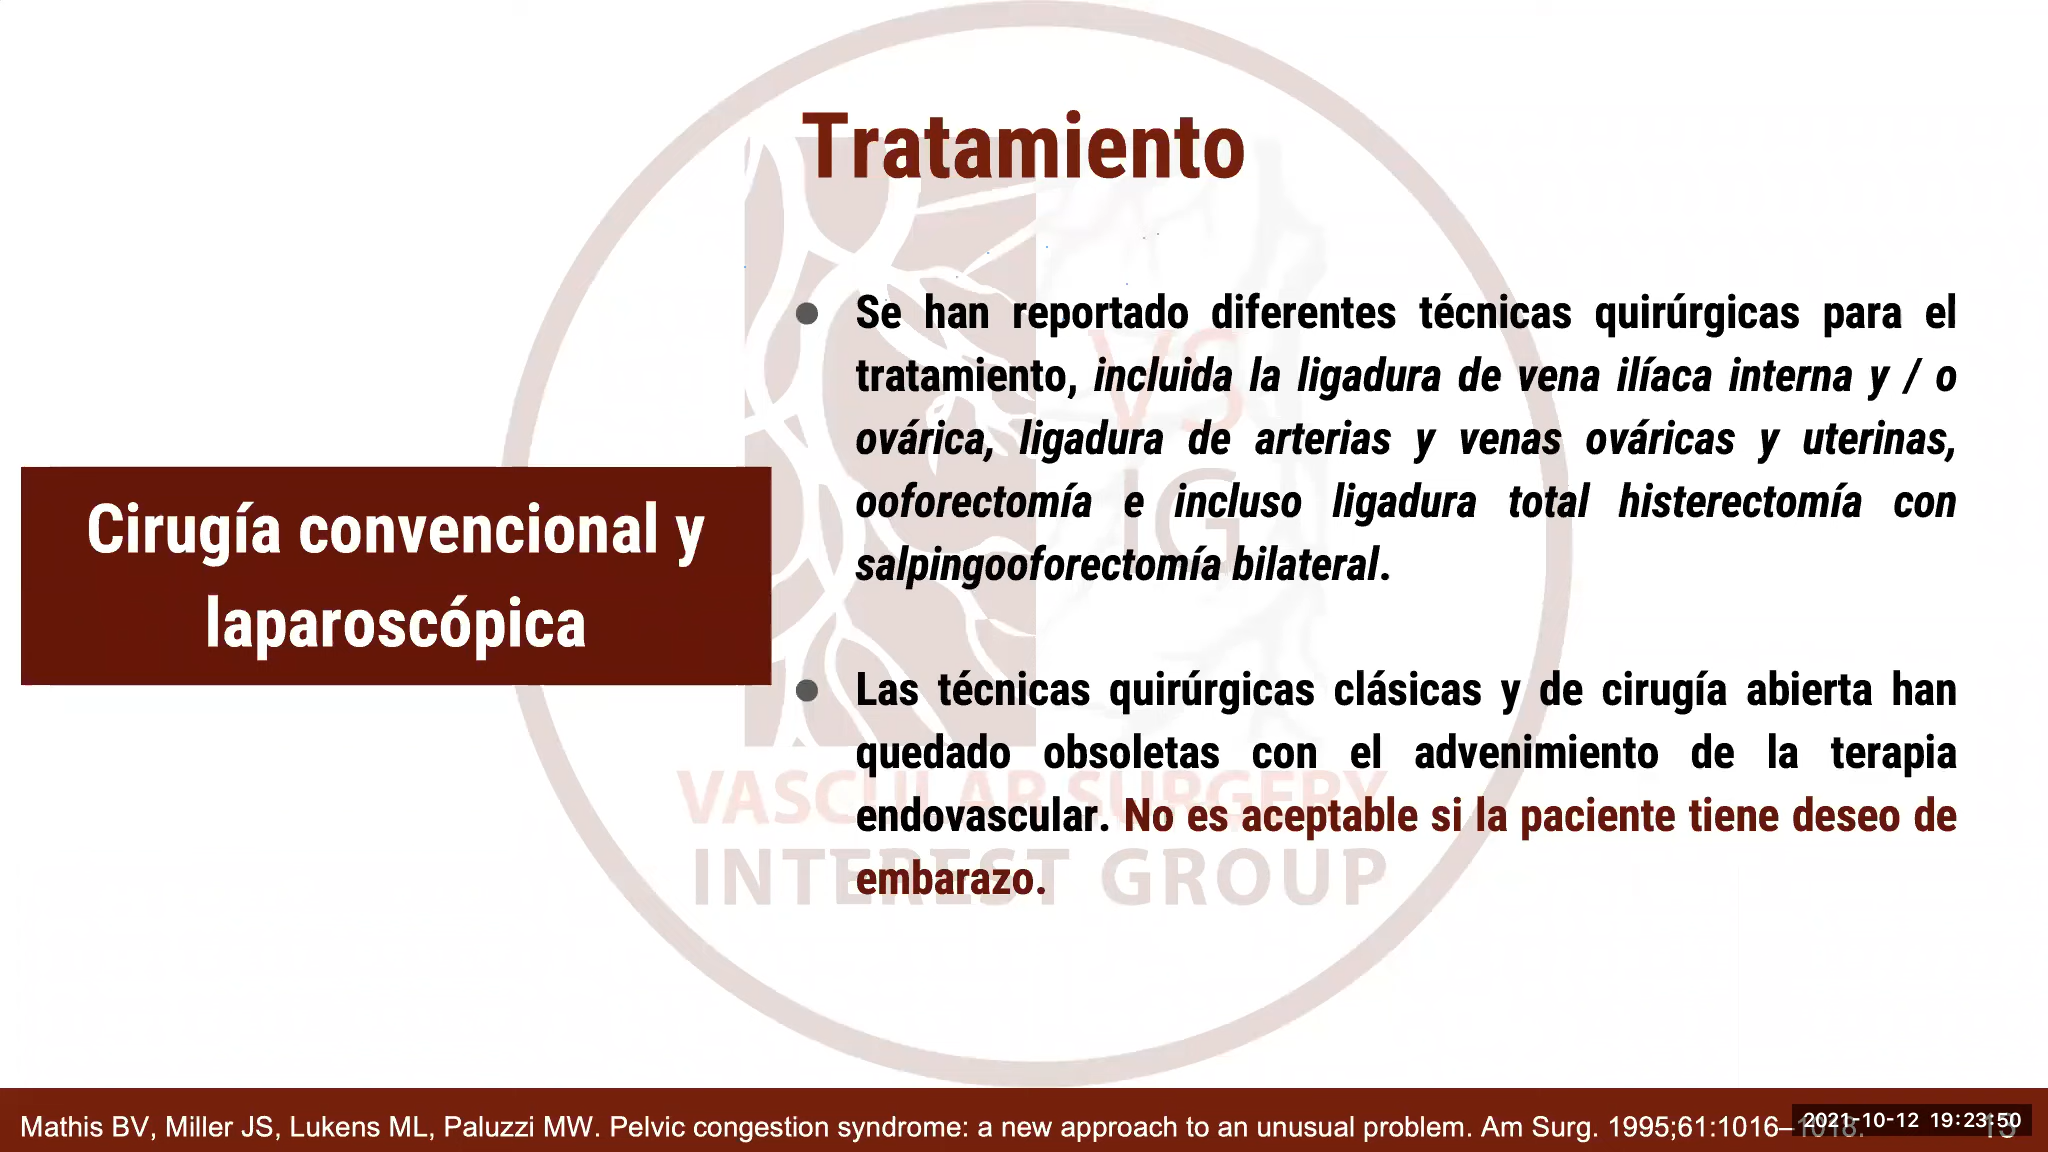 Tratamiento
Cirugía convencional y
laparoscópica
● Se han reportado diferentes técnicas quirúrgicas para el
tratamiento, incluida la ligadura de vena ilíaca interna y / o
ovárica, ligadura de arterias y venas ováricas y uterinas,
ooforectomía e incluso ligadura total histerectomía con
salpingooforectomía bilateral.
● Las técnicas quirúrgicas clásicas y de cirugía abierta han
quedado obsoletas con el advenimiento de la terapia
endovascular. No es aceptable si la paciente tiene deseo de
embarazo.
VS
IG
VASCULAR SURGERY
INTEREST GROUP
Mathis BV, Miller JS, Lukens ML, Paluzzi MW. Pelvic congestion syndrome: a new approach to an unusual problem. Am Surg. 1995;61:1016–1018.
2021-10-12 19:23:50